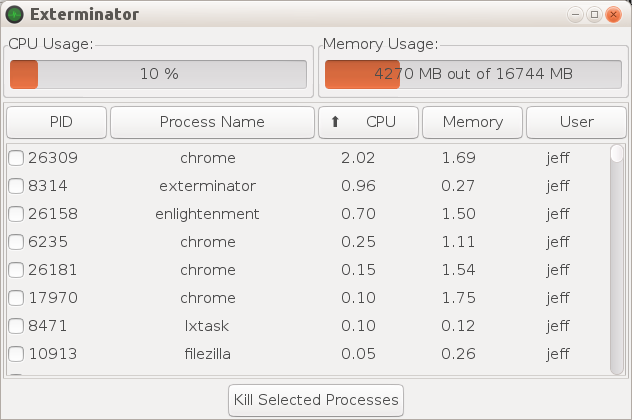 Exterminator
CPU Usage: Memory Usage:
10 % 4270 MB out of 16744 MB
PID Process Name ⬆ CPU Memory User
26309 chrome 2.02 1.69 jeff
8314 exterminator 0.96 0.27 jeff
26158 enlightenment 0.70 1.50 jeff
6235 chrome 0.25 1.11 jeff
26181 chrome 0.15 1.54 jeff
17970 chrome 0.10 1.75 jeff
8471 lxtask 0.10 0.12 jeff
10913 filezilla 0.05 0.26 jeff
Kill Selected Processes